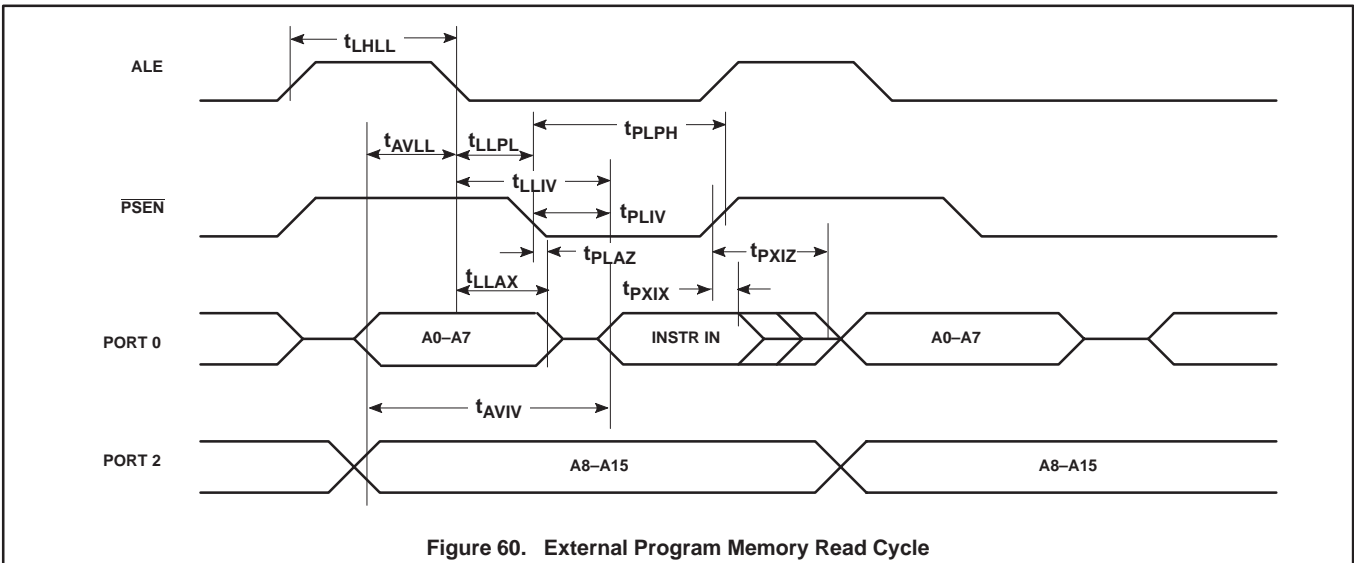 tLHLL
ALE
tAVLL tLLPL tPLPH
tLLIV
PSEN
tPLIV
tPLAZ tPXIZ
tLLAX
tPXIX
PORT 0 A0–A7 INSTR IN A0–A7
tAVIV
PORT 2 A8–A15 A8–A15
Figure 60. External Program Memory Read Cycle